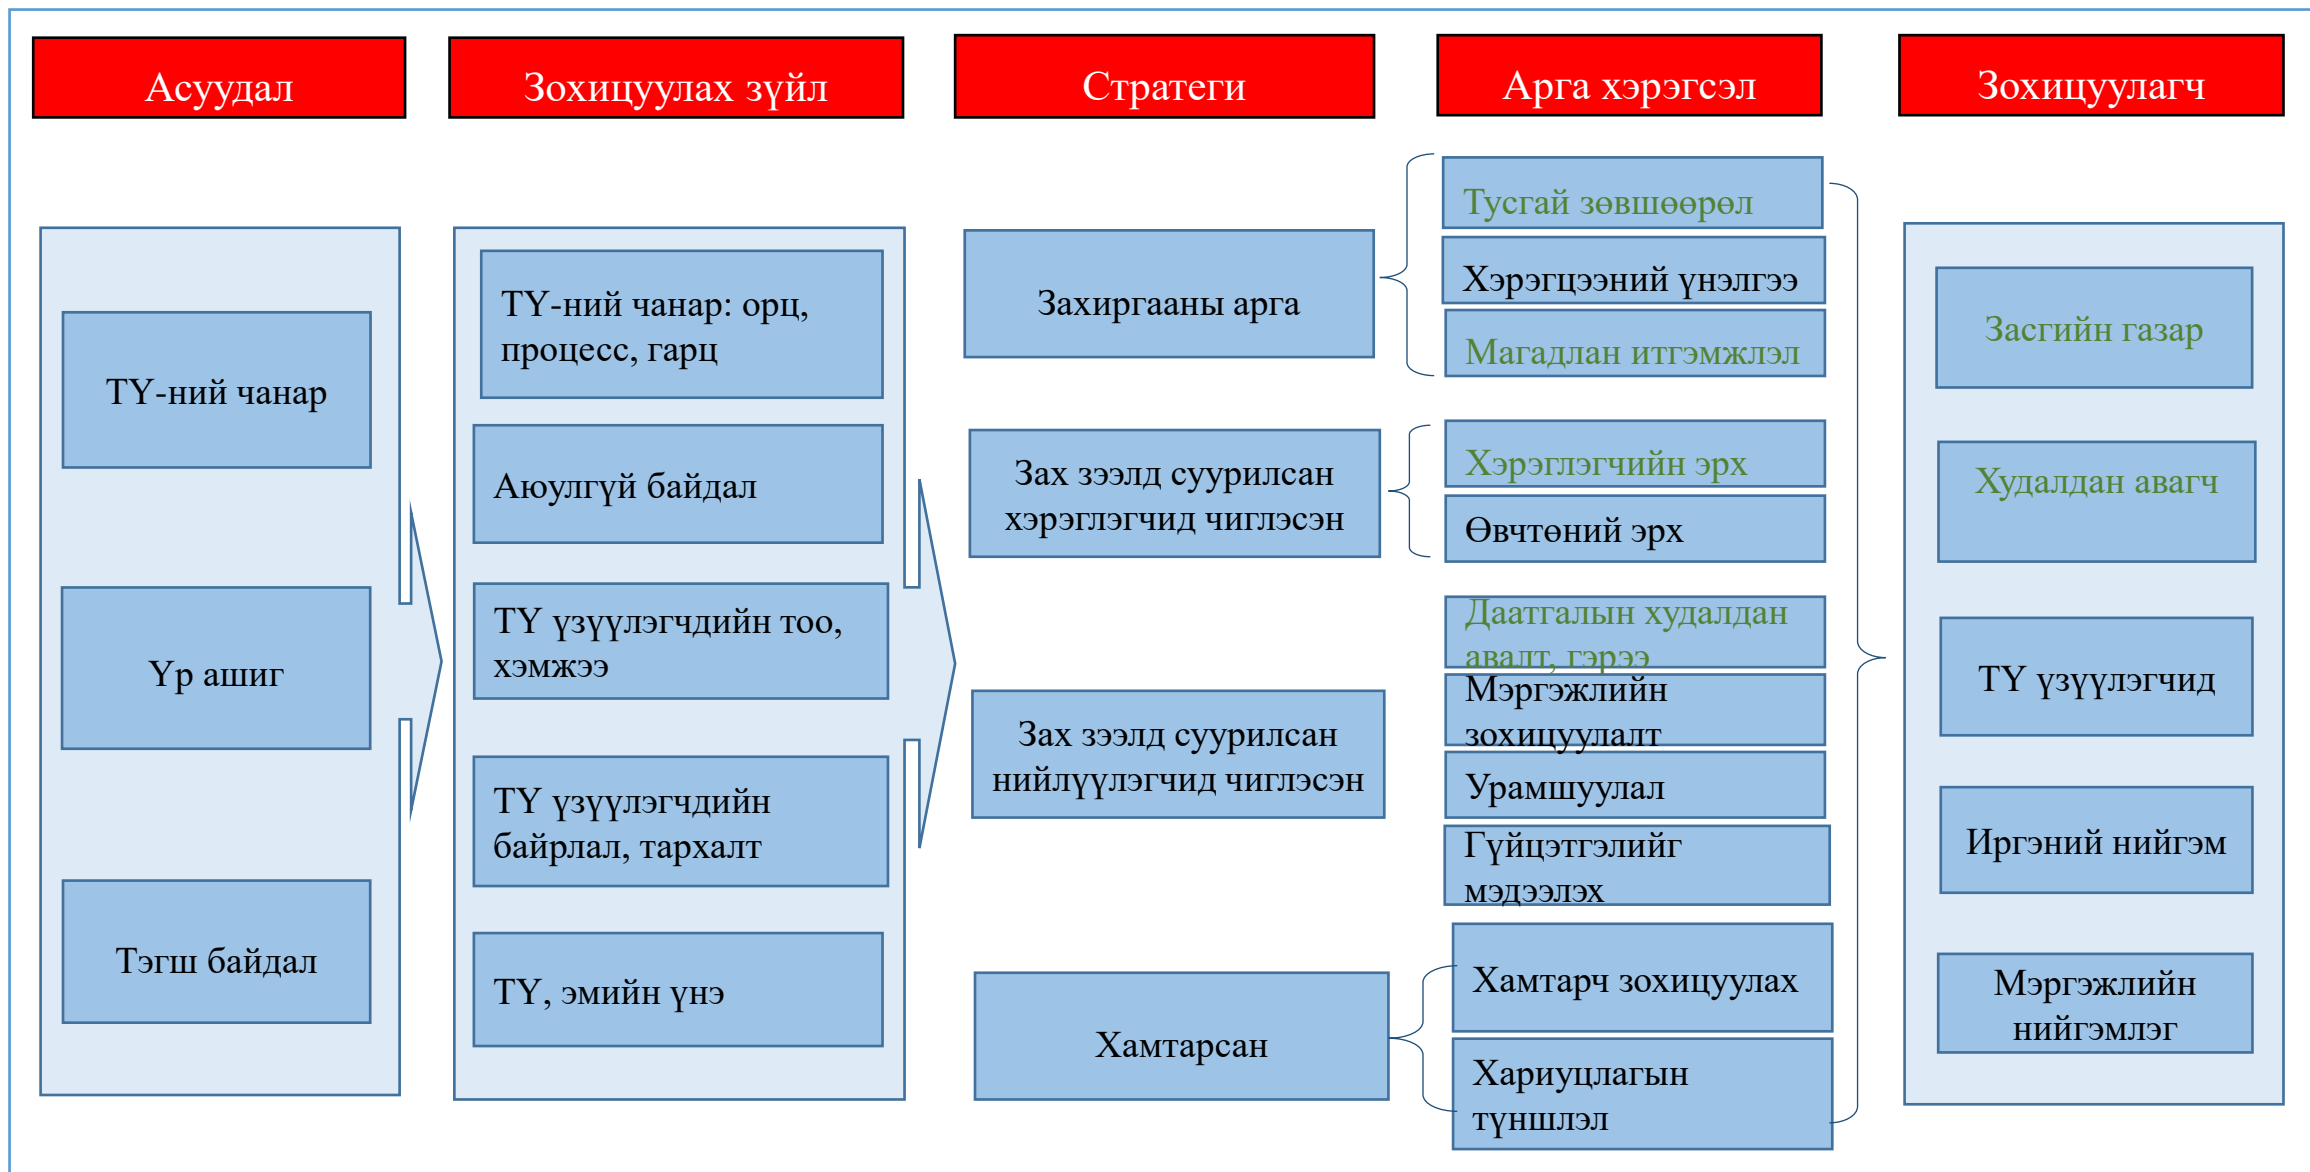 Асуудал
Зохицуулах зүйл
Стратеги
Арга хэрэгсэл
Зохицуулагч
ТҮ-ний чанар
Үр ашиг
Тэгш байдал
ТҮ-ний чанар: орц,
процесс, гарц
Аюулгүй байдал
ТҮ үзүүлэгчдийн тоо,
хэмжээ
ТҮ үзүүлэгчдийн
байрлал, тархалт
ТҮ, эмийн үнэ
Захиргааны арга
Зах зээлд суурилсан
хэрэглэгчид чиглэсэн
Зах зээлд суурилсан
нийлүүлэгчид чиглэсэн
Хамтарсан
Тусгай зөвшөөрөл
Хэрэгцээний үнэлгээ
Магадлан итгэмжлэл
Хэрэглэгчийн эрх
Өвчтөний эрх
Даатгалын худалдан
авалт, гэрээ
Мэргэжлийн
зохицуулалт
Урамшуулал
Гүйцэтгэлийг
мэдээлэх
Хамтарч зохицуулах
Хариуцлагын
түншлэл
Засгийн газар
Худалдан авагч
ТҮ үзүүлэгчид
Иргэний нийгэм
Мэргэжлийн
нийгэмлэг